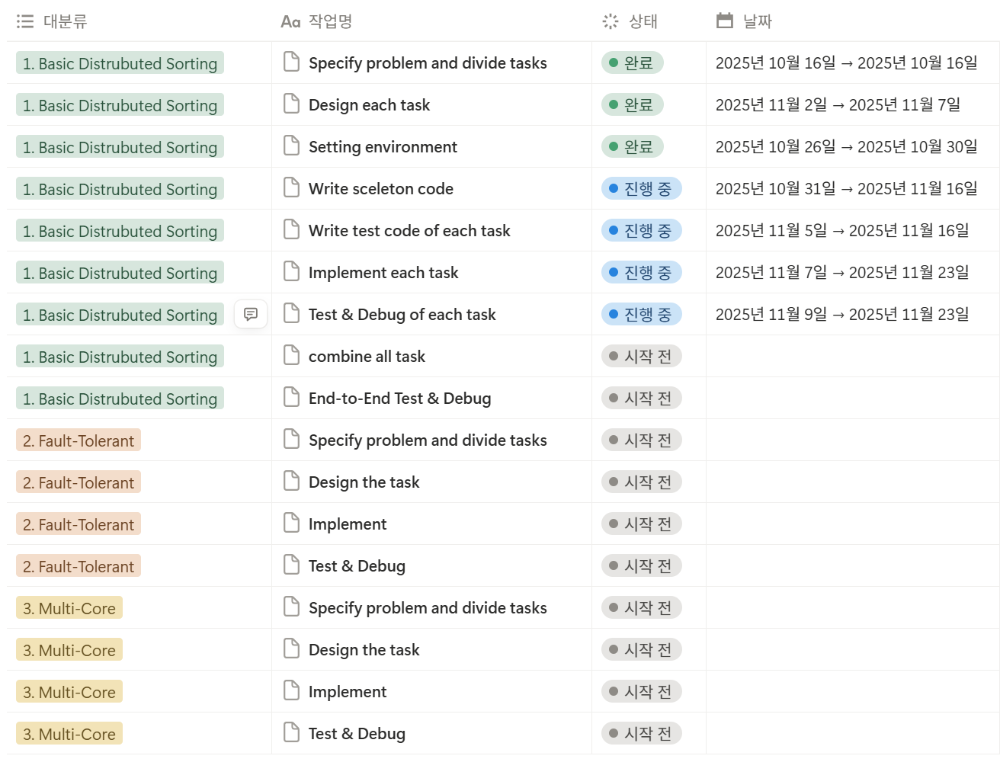 대분류 Aa 작업명 상태 날짜
1. Basic Distrubuted Sorting Specify problem and divide tasks 완료 2025년 10월 16일 → 2025년 10월 16일
1. Basic Distrubuted Sorting Design each task 완료 2025년 11월 2일 → 2025년 11월 7일
1. Basic Distrubuted Sorting Setting environment 완료 2025년 10월 26일 → 2025년 10월 30일
1. Basic Distrubuted Sorting Write sceleton code 진행 중 2025년 10월 31일 → 2025년 11월 16일
1. Basic Distrubuted Sorting Write test code of each task 진행 중 2025년 11월 5일 → 2025년 11월 16일
1. Basic Distrubuted Sorting Implement each task 진행 중 2025년 11월 7일 → 2025년 11월 23일
1. Basic Distrubuted Sorting Test & Debug of each task 진행 중 2025년 11월 9일 → 2025년 11월 23일
1. Basic Distrubuted Sorting combine all task 시작 전
1. Basic Distrubuted Sorting End-to-End Test & Debug 시작 전
2. Fault-Tolerant Specify problem and divide tasks 시작 전
2. Fault-Tolerant Design the task 시작 전
2. Fault-Tolerant Implement 시작 전
2. Fault-Tolerant Test & Debug 시작 전
3. Multi-Core Specify problem and divide tasks 시작 전
3. Multi-Core Design the task 시작 전
3. Multi-Core Implement 시작 전
3. Multi-Core Test & Debug 시작 전